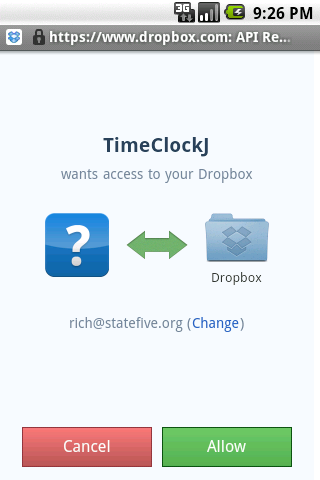 3G 9:26 PM
https://www.dropbox.com: API Re...
TimeClockJ
wants access to your Dropbox
?
Dropbox
rich@statefive.org (Change)
Cancel Allow